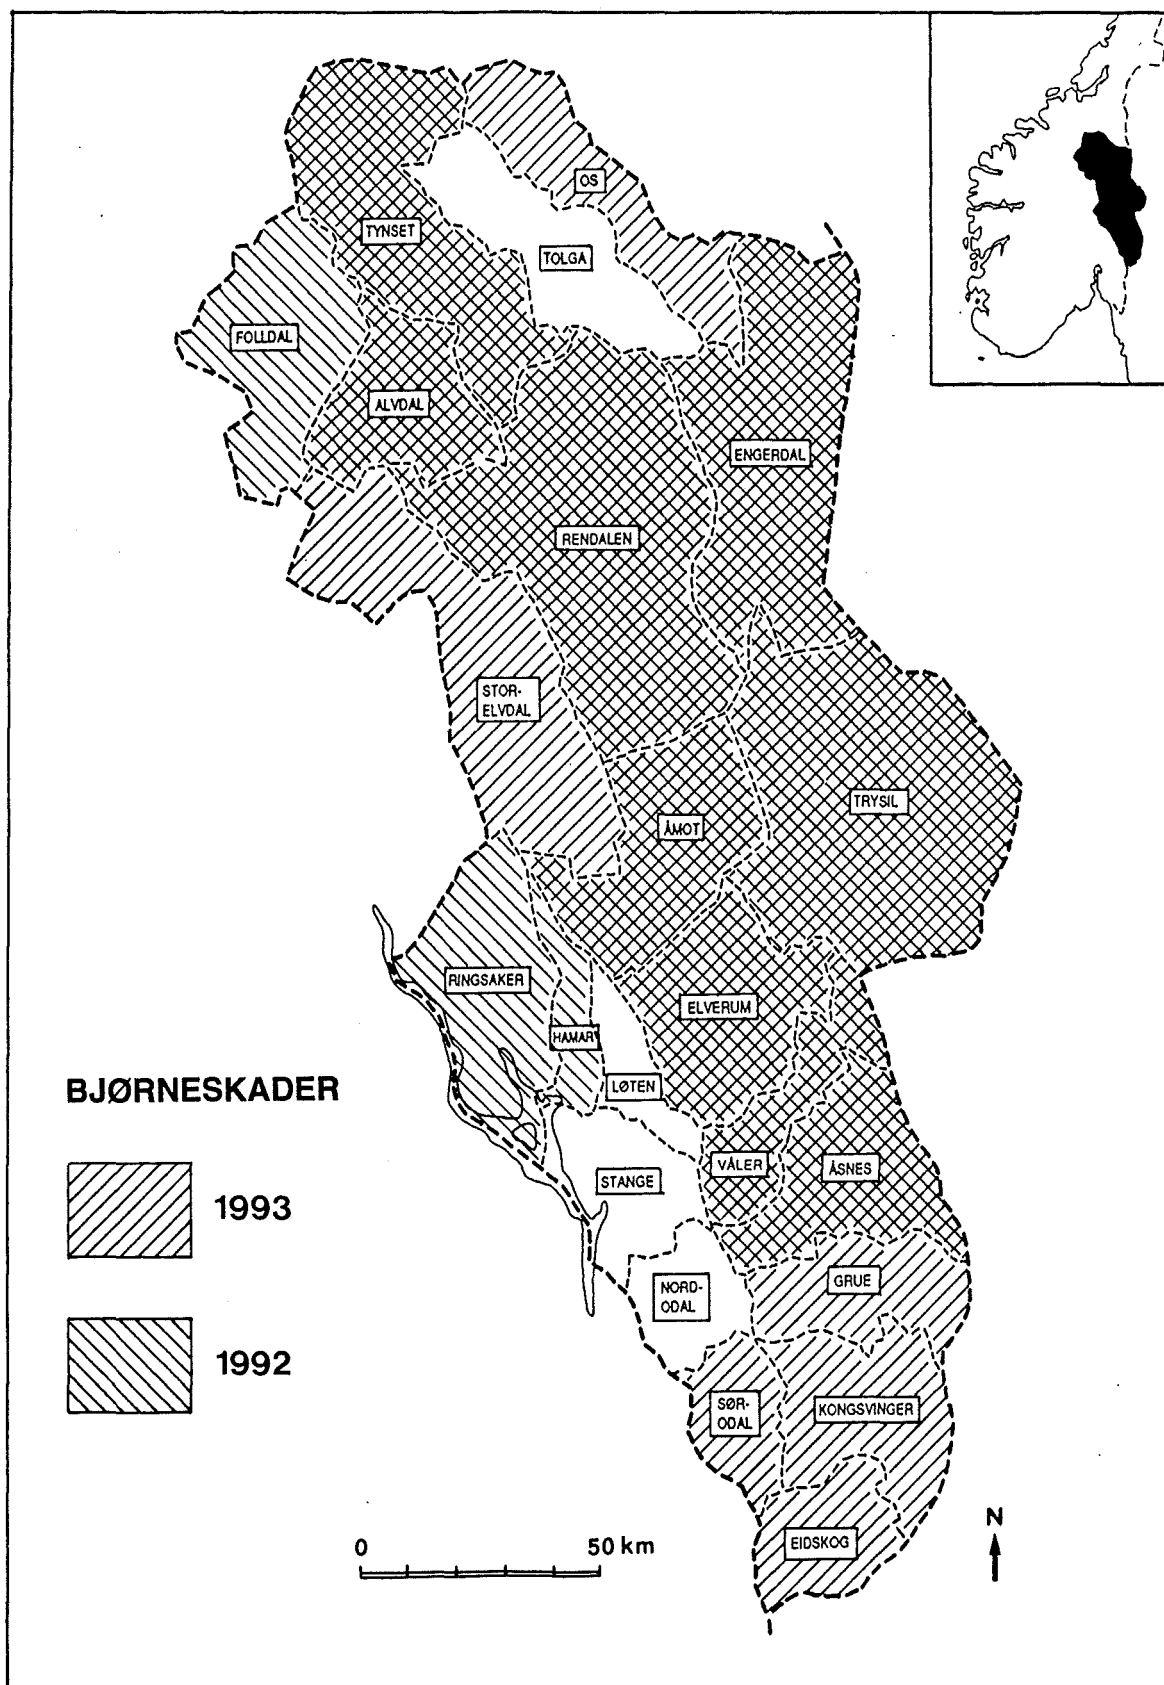 OS
TYNSET
TOLGA
FOLLDAL
ALVDAL
ENGERDAL
RENDALEN
STOR-
ELVDAL
TRYSIL
ÅMOT
RINGSAKER
ELVERUM
HAMAR
LØTEN
BJØRNESKADER
VÅLER
ÅSNES
STANGE
1993
GRUE
NORD-
ODAL
1992
SØR-
ODAL
KONGSVINGER
EIDSKOG
N
0 50 km